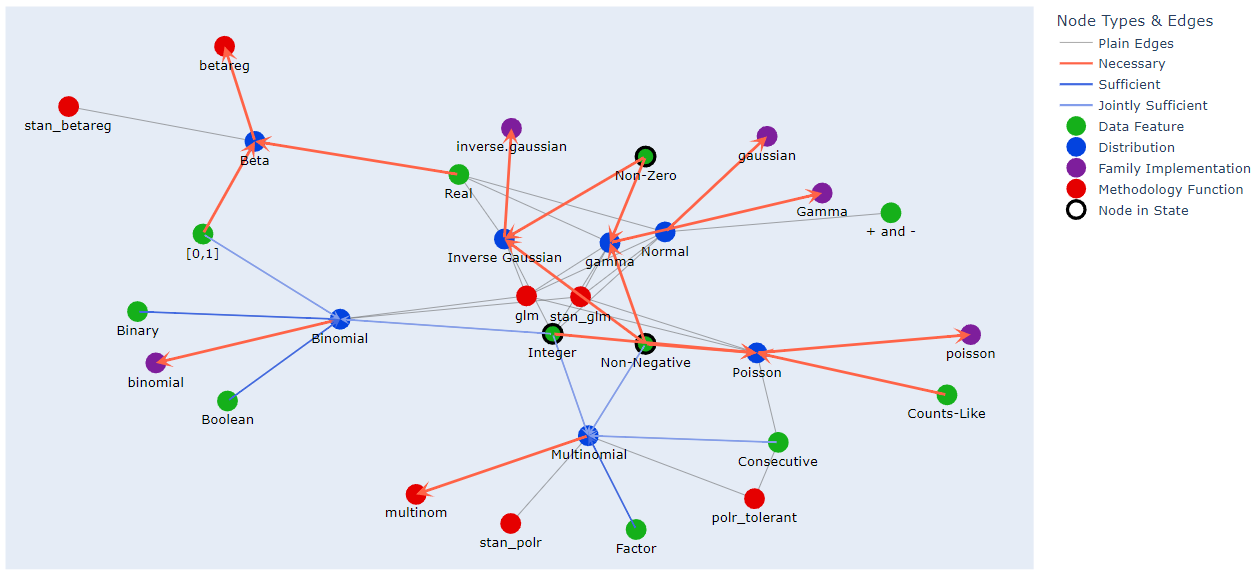 betareg
stan_betareg
Beta
inverse.gaussian
gaussian
Non-Zero
Real
Gamma
+ and -
[0,1]
Inverse Gaussian
gamma
Normal
glm
stan_glm
Binary
Binomial
Integer
Non-Negative
poisson
Poisson
binomial
Boolean
Counts-Like
Multinomial
Consecutive
multinom
polr_tolerant
stan_polr
Factor
Node Types & Edges
Plain Edges
Necessary
Sufficient
Jointly Sufficient
Data Feature
Distribution
Family Implementation
Methodology Function
Node in State